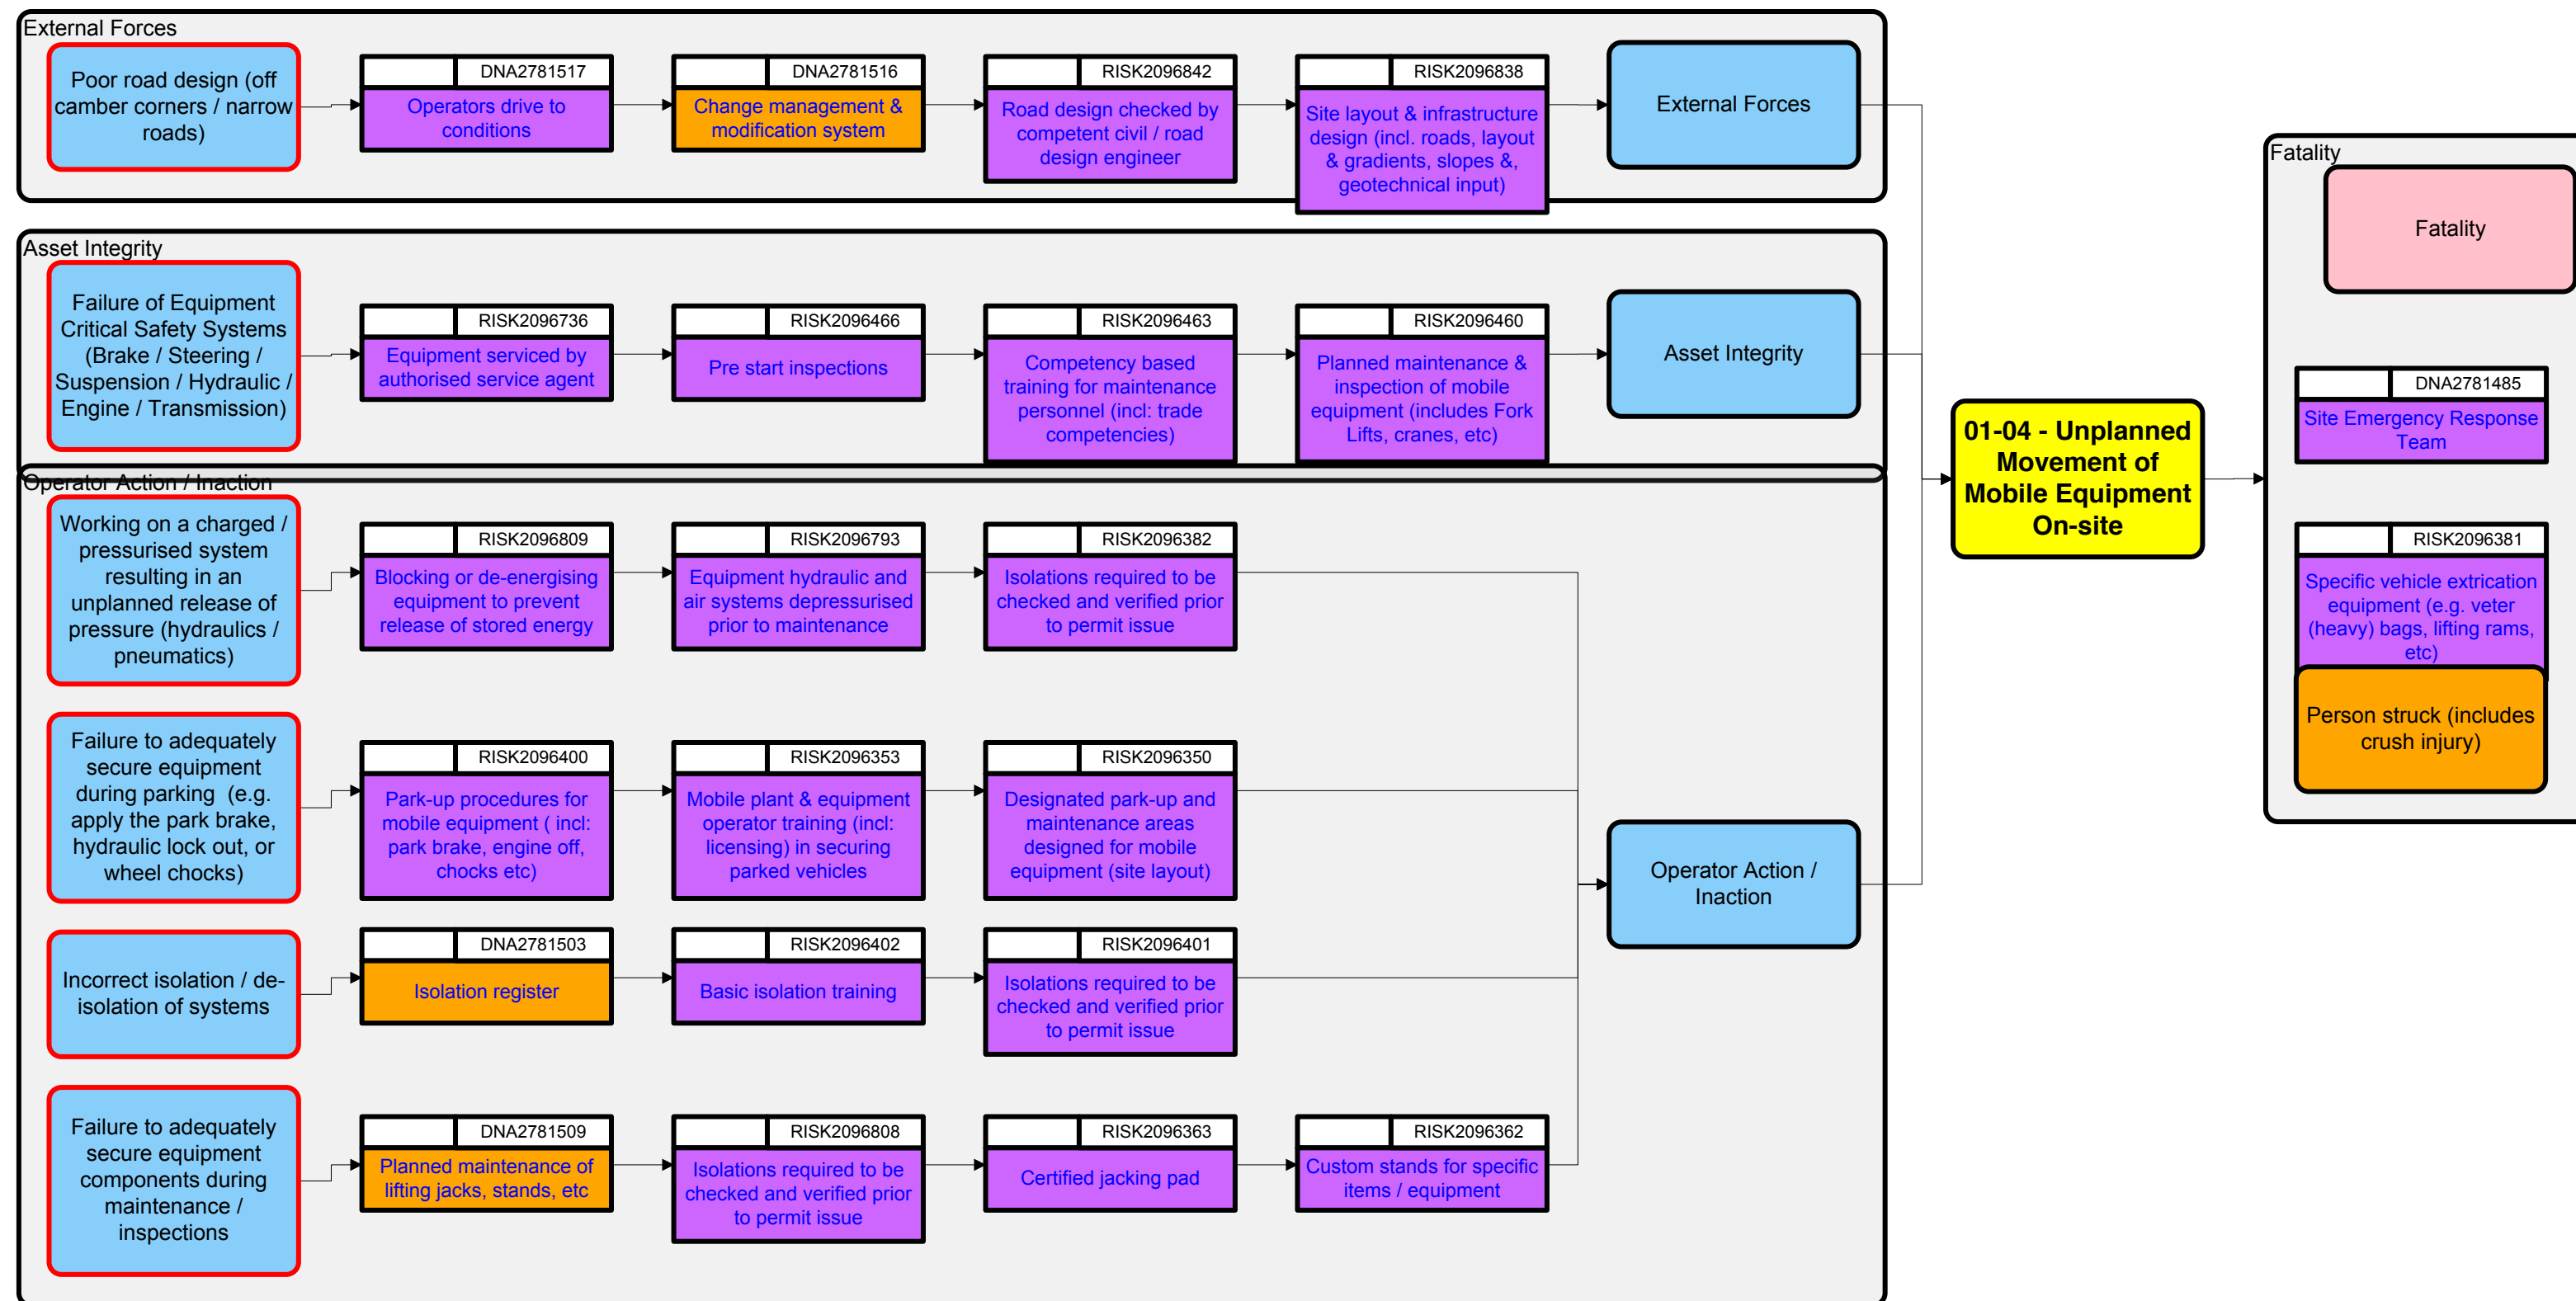 External Forces
Poor road design (off
camber corners / narrow
roads)
DNA2781517
Operators drive to
conditions
DNA2781516
Change management &
modification system
RISK2096842
Road design checked by
competent civil / road
design engineer
RISK2096838
Site layout & infrastructure
design (incl. roads, layout
& gradients, slopes &,
geotechnical input)
External Forces
Asset Integrity
Failure of Equipment
Critical Safety Systems
(Brake / Steering /
Suspension / Hydraulic /
Engine / Transmission)
RISK2096736
Equipment serviced by
authorised service agent
RISK2096466
Pre start inspections
RISK2096463
Competency based
training for maintenance
personnel (incl: trade
competencies)
RISK2096460
Planned maintenance &
inspection of mobile
equipment (includes Fork
Lifts, cranes, etc)
Asset Integrity
Operator Action / Inaction
Working on a charged /
pressurised system
resulting in an
unplanned release of
pressure (hydraulics /
pneumatics)
RISK2096809
Blocking or de-energising
equipment to prevent
release of stored energy
RISK2096793
Equipment hydraulic and
air systems depressurised
prior to maintenance
RISK2096382
Isolations required to be
checked and verified prior
to permit issue
Failure to adequately
secure equipment
during parking (e.g.
apply the park brake,
hydraulic lock out, or
wheel chocks)
RISK2096400
Park-up procedures for
mobile equipment ( incl:
park brake, engine off,
chocks etc)
RISK2096353
Mobile plant & equipment
operator training (incl:
licensing) in securing
parked vehicles
RISK2096350
Designated park-up and
maintenance areas
designed for mobile
equipment (site layout)
Incorrect isolation / de-
isolation of systems
DNA2781503
Isolation register
RISK2096402
Basic isolation training
RISK2096401
Isolations required to be
checked and verified prior
to permit issue
Failure to adequately
secure equipment
components during
maintenance /
inspections
DNA2781509
Planned maintenance of
lifting jacks, stands, etc
RISK2096808
Isolations required to be
checked and verified prior
to permit issue
RISK2096363
Certified jacking pad
RISK2096362
Custom stands for specific
items / equipment
Operator Action /
Inaction
01-04 - Unplanned
Movement of
Mobile Equipment
On-site
Fatality
Fatality
DNA2781485
Site Emergency Response
Team
RISK2096381
Specific vehicle extrication
equipment (e.g. veter
(heavy) bags, lifting rams,
etc)
Person struck (includes
crush injury)